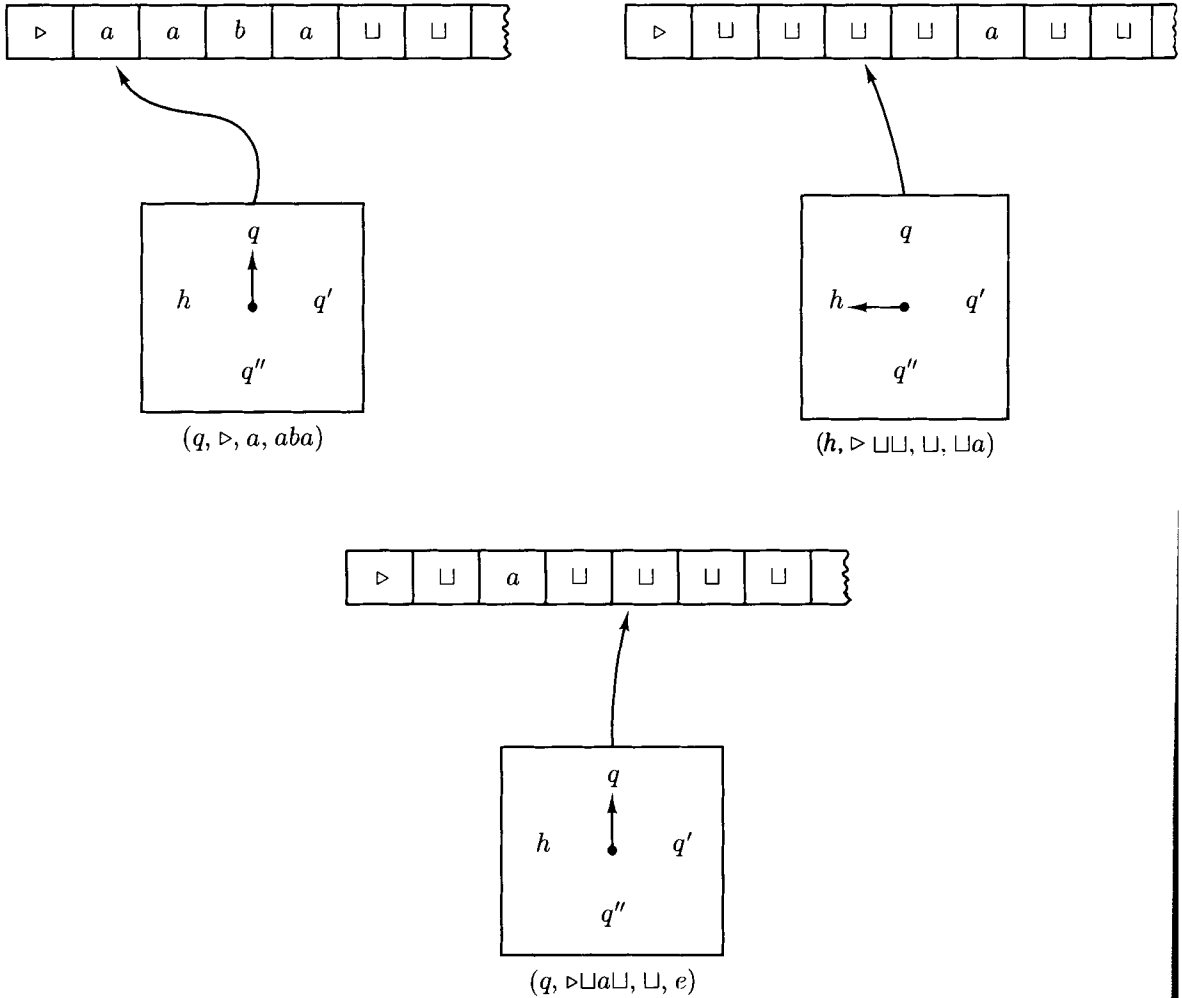 ▷ a a b a ⊔ ⊔
▷ ⊔ ⊔ ⊔ ⊔ a ⊔ ⊔
q
h q′
q″
(q, ▷, a, aba)
q
h q′
q″
(h, ▷ ⊔⊔, ⊔, ⊔a)
▷ ⊔ a ⊔ ⊔ ⊔ ⊔
q
h q′
q″
(q, ▷⊔a⊔, ⊔, e)